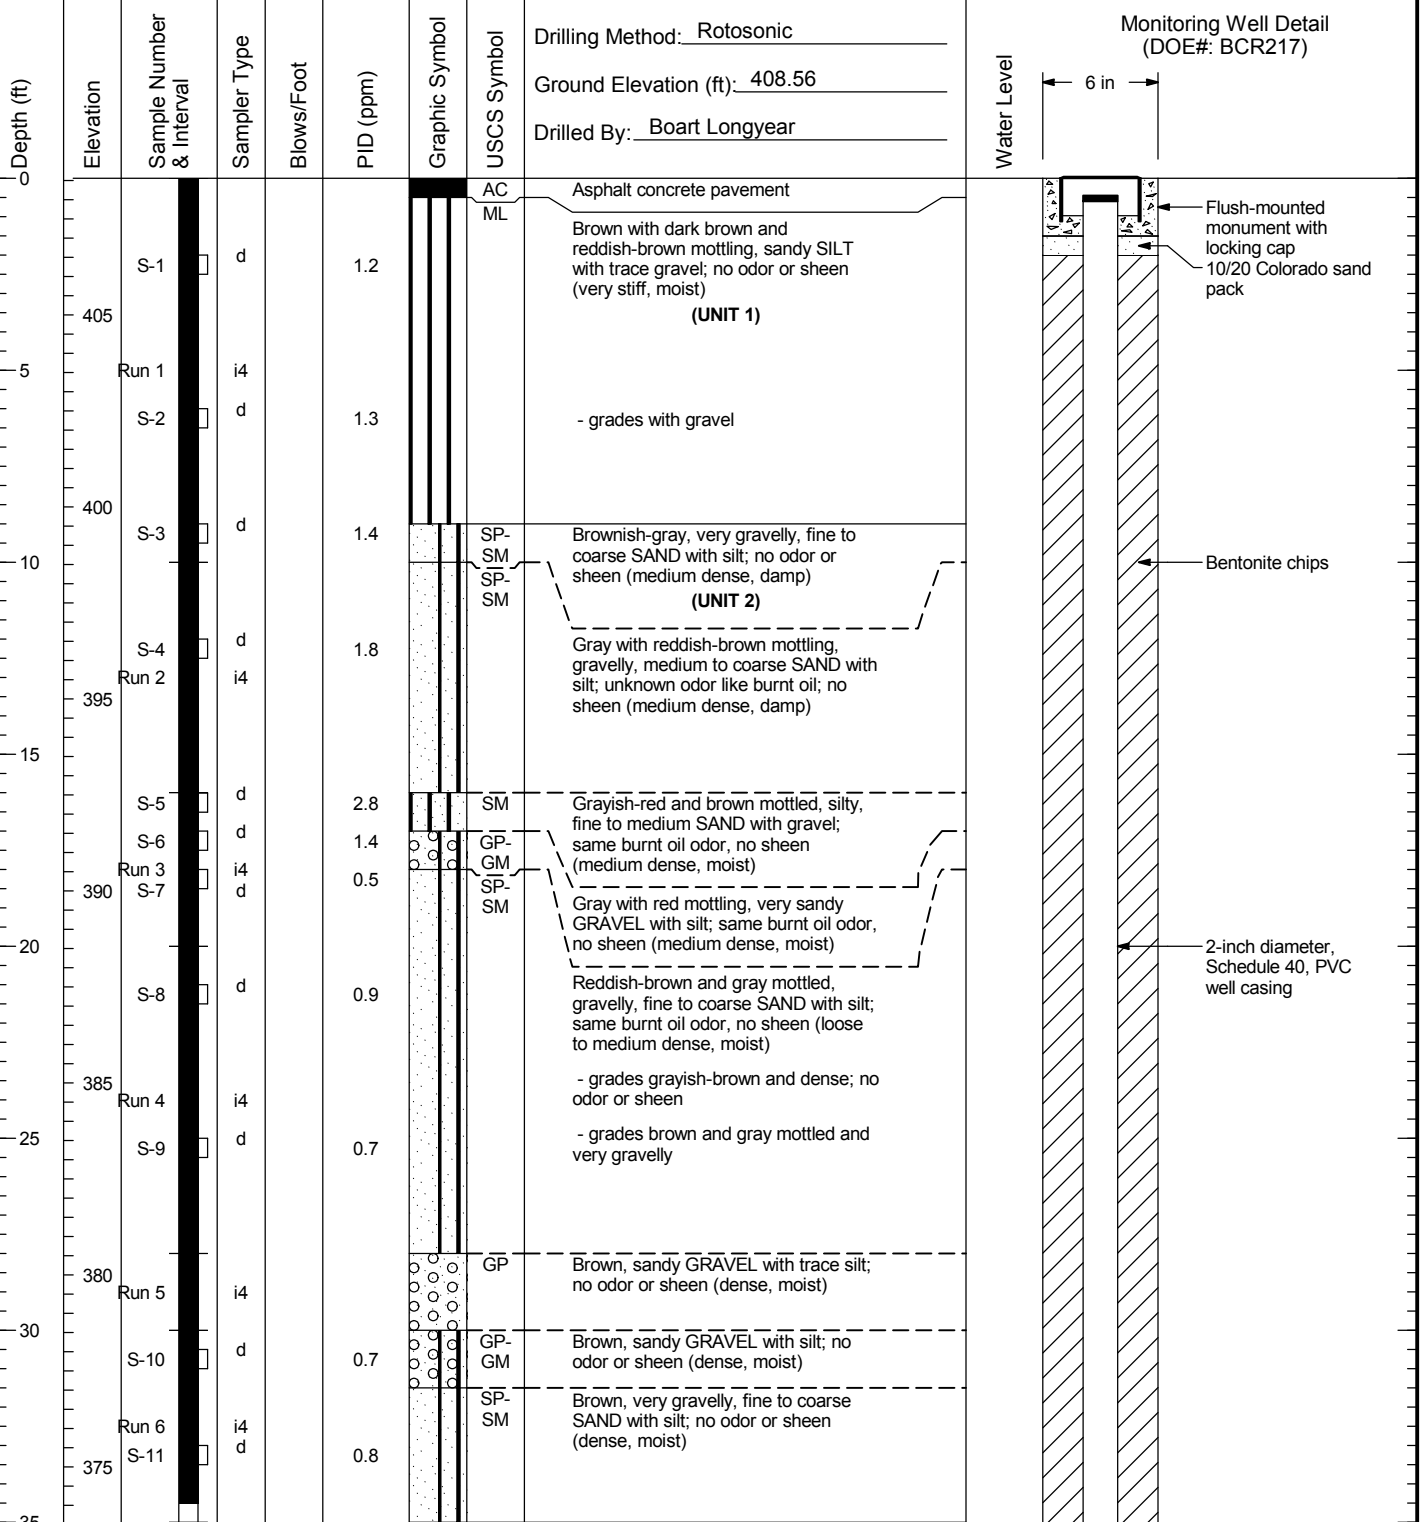 Depth (ft)
Elevation
Sample Number
& Interval
Sampler Type
Blows/Foot
PID (ppm)
Graphic Symbol
USCS Symbol
Drilling Method: Rotosonic
Ground Elevation (ft): 408.56
Drilled By: Boart Longyear
Water Level
Monitoring Well Detail
(DOE#: BCR217)
6 in
0
AC
Asphalt concrete pavement
ML
Brown with dark brown and
reddish-brown mottling, sandy SILT
with trace gravel; no odor or sheen
(very stiff, moist)
(UNIT 1)
S-1
d
1.2
Flush-mounted
monument with
locking cap
10/20 Colorado sand
pack
405
5
Run 1
i4
S-2
d
1.3
- grades with gravel
400
S-3
d
1.4
SP-
SM
Brownish-gray, very gravelly, fine to
coarse SAND with silt; no odor or
sheen (medium dense, damp)
(UNIT 2)
10
Bentonite chips
SP-
SM
Gray with reddish-brown mottling,
gravelly, medium to coarse SAND with
silt; unknown odor like burnt oil; no
sheen (medium dense, damp)
S-4
d
1.8
Run 2
i4
395
15
S-5
d
2.8
SM
Grayish-red and brown mottled, silty,
fine to medium SAND with gravel;
same burnt oil odor, no sheen
(medium dense, moist)
S-6
d
1.4
GP-
GM
Gray with red mottling, very sandy
GRAVEL with silt; same burnt oil odor,
no sheen (medium dense, moist)
Run 3
i4
390
S-7
d
0.5
SP-
SM
Reddish-brown and gray mottled,
gravelly, fine to coarse SAND with silt;
same burnt oil odor, no sheen (loose
to medium dense, moist)
20
2-inch diameter,
Schedule 40, PVC
well casing
S-8
d
0.9
- grades grayish-brown and dense; no
odor or sheen
385
Run 4
i4
25
S-9
d
0.7
- grades brown and gray mottled and
very gravelly
GP
Brown, sandy GRAVEL with trace silt;
no odor or sheen (dense, moist)
380
Run 5
i4
30
S-10
d
0.7
GP-
GM
Brown, sandy GRAVEL with silt; no
odor or sheen (dense, moist)
SP-
SM
Brown, very gravelly, fine to coarse
SAND with silt; no odor or sheen
(dense, moist)
Run 6
i4
S-11
d
0.8
375
35